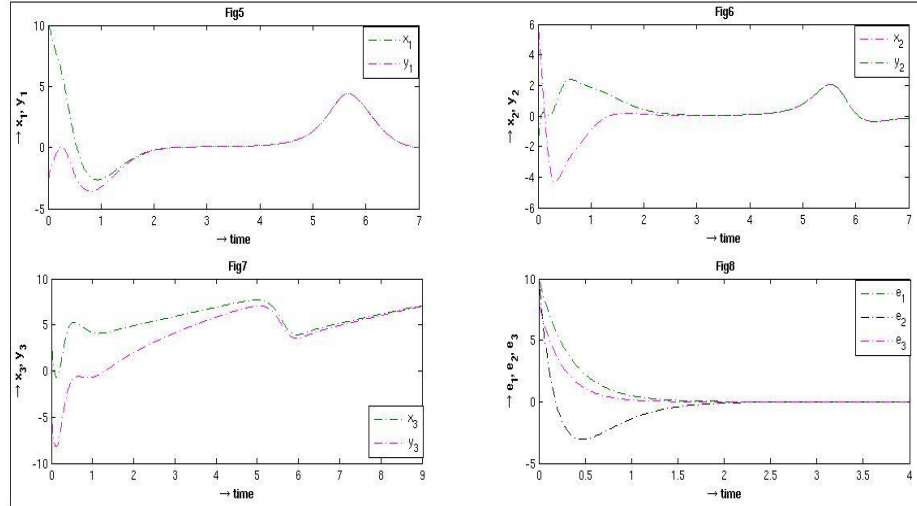 Fig5
10
5
0
-5
→ x₁, y₁
x₁
y₁
0 1 2 3 4 5 6 7
→ time
Fig6
6
4
2
0
-2
-4
-6
→ x₂, y₂
x₂
y₂
0 1 2 3 4 5 6 7
→ time
Fig7
10
5
0
-5
-10
→ x₃, y₃
x₃
y₃
0 1 2 3 4 5 6 7 8 9
→ time
Fig8
10
5
0
-5
→ e₁, e₂, e₃
e₁
e₂
e₃
0 0.5 1 1.5 2 2.5 3 3.5 4
→ time